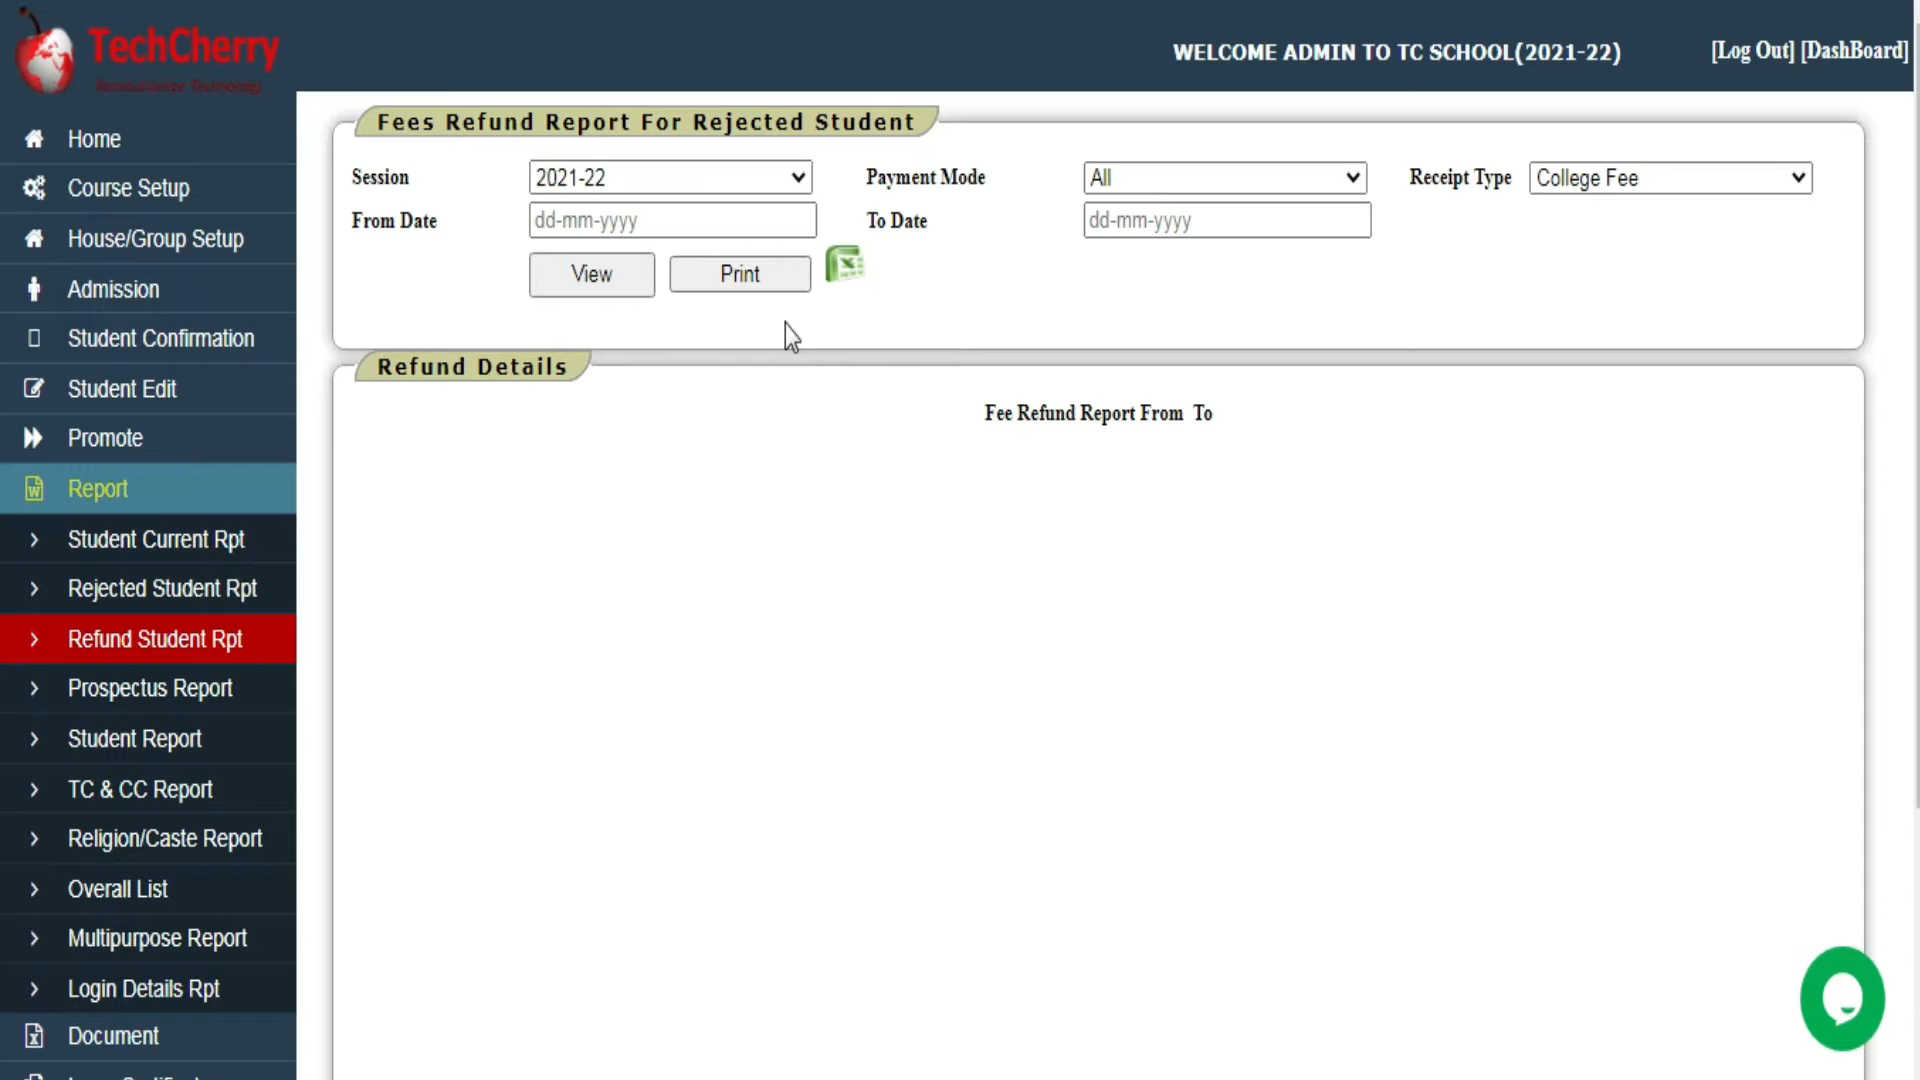 TechCherry
WELCOME ADMIN TO TC SCHOOL(2021-22)
[Log Out] [DashBoard]
Home
Course Setup
House/Group Setup
Admission
Student Confirmation
Student Edit
Promote
Report
Student Current Rpt
Rejected Student Rpt
Refund Student Rpt
Prospectus Report
Student Report
TC & CC Report
Religion/Caste Report
Overall List
Multipurpose Report
Login Details Rpt
Document
Fees Refund Report For Rejected Student
Session 2021-22 Payment Mode All Receipt Type College Fee
From Date dd-mm-yyyy To Date dd-mm-yyyy
View Print
Refund Details
Fee Refund Report From To